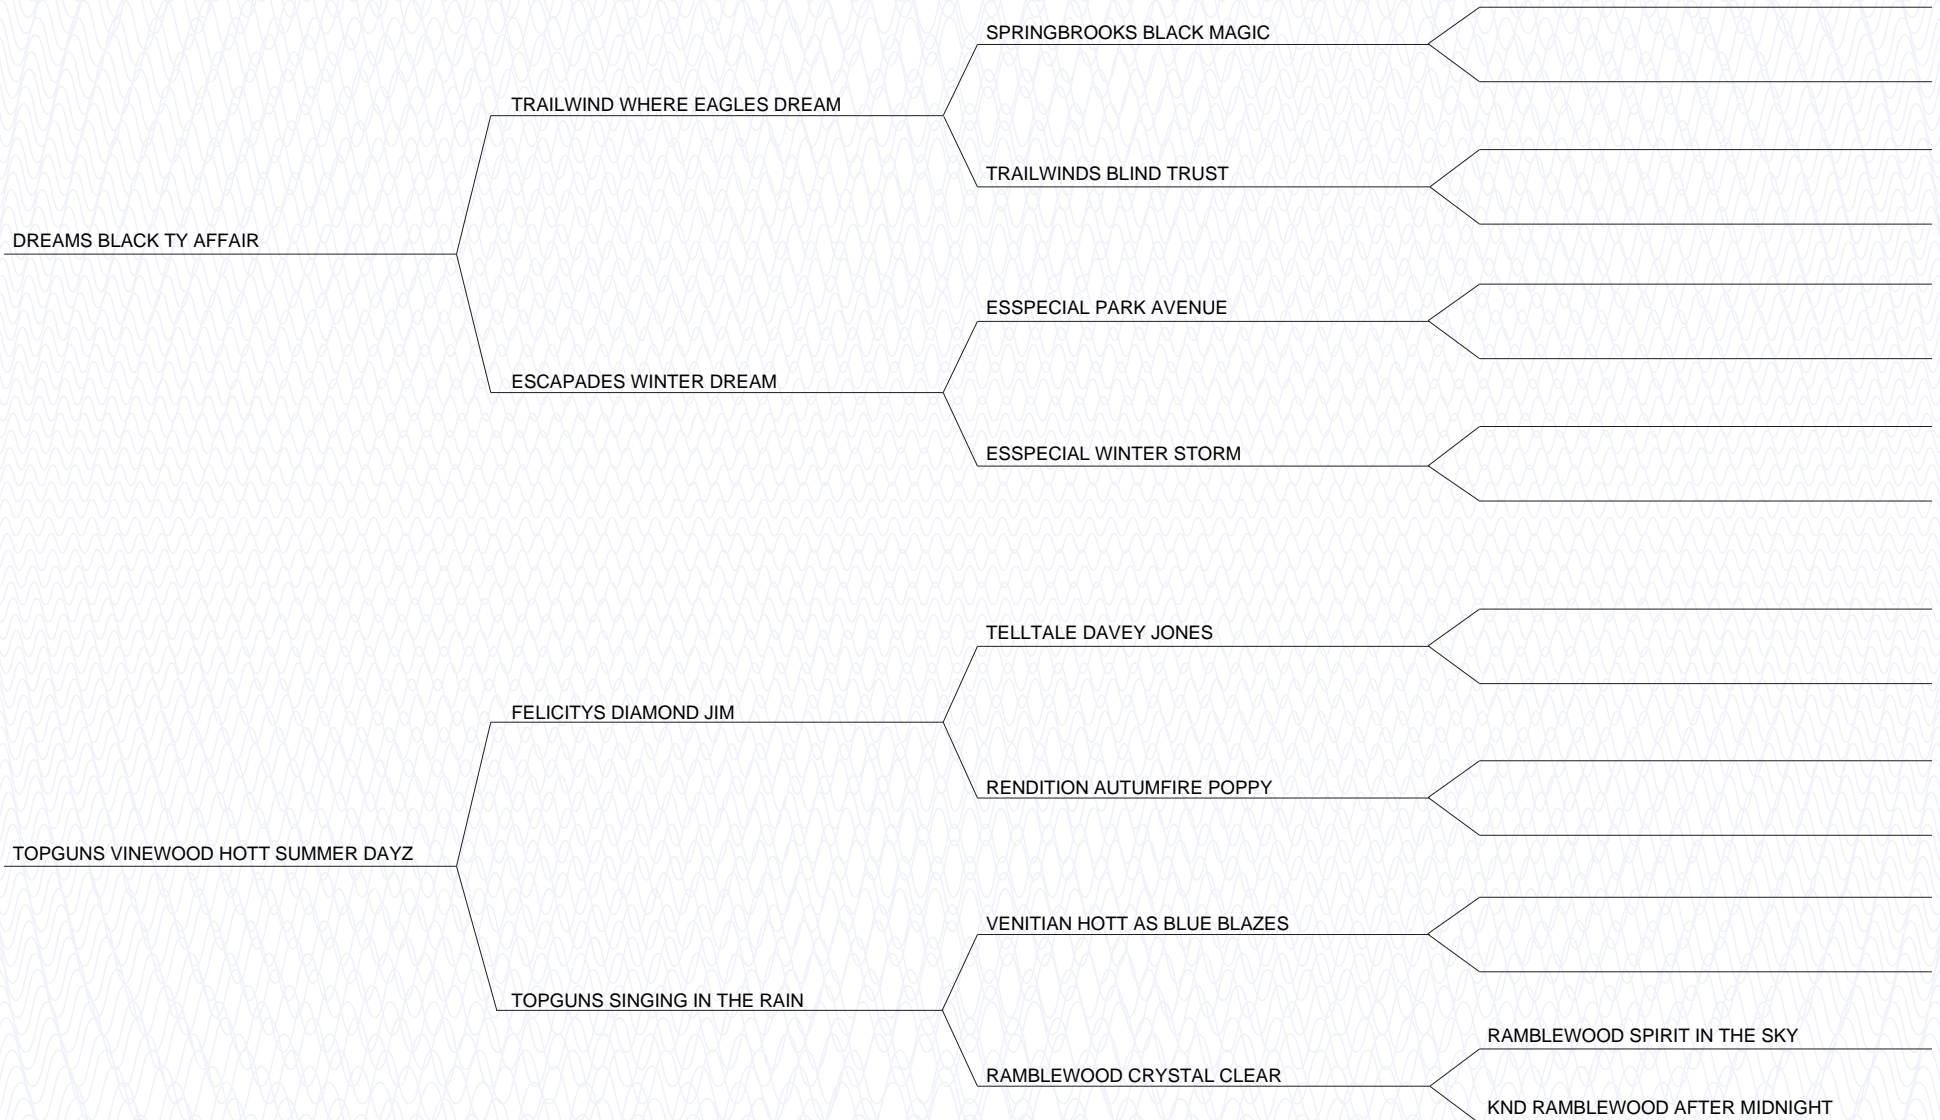 SPRINGBROOKS BLACK MAGIC
TRAILWIND WHERE EAGLES DREAM
TRAILWINDS BLIND TRUST
DREAMS BLACK TY AFFAIR
ESSPECIAL PARK AVENUE
ESCAPADES WINTER DREAM
ESSPECIAL WINTER STORM
TELLTALE DAVEY JONES
FELICITYS DIAMOND JIM
RENDITION AUTUMFIRE POPPY
TOPGUNS VINEWOOD HOTT SUMMER DAYZ
VENITIAN HOTT AS BLUE BLAZES
TOPGUNS SINGING IN THE RAIN
RAMBLEWOOD SPIRIT IN THE SKY
RAMBLEWOOD CRYSTAL CLEAR
KND RAMBLEWOOD AFTER MIDNIGHT